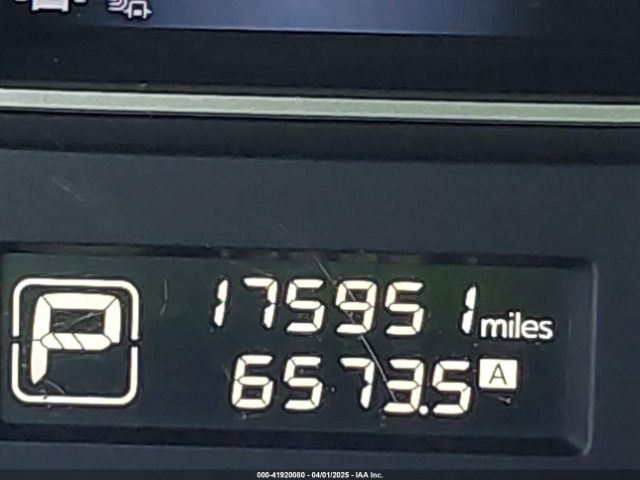 P
175951 miles
6573.5 A
000-41920080 - 04/01/2025 - IAA Inc.